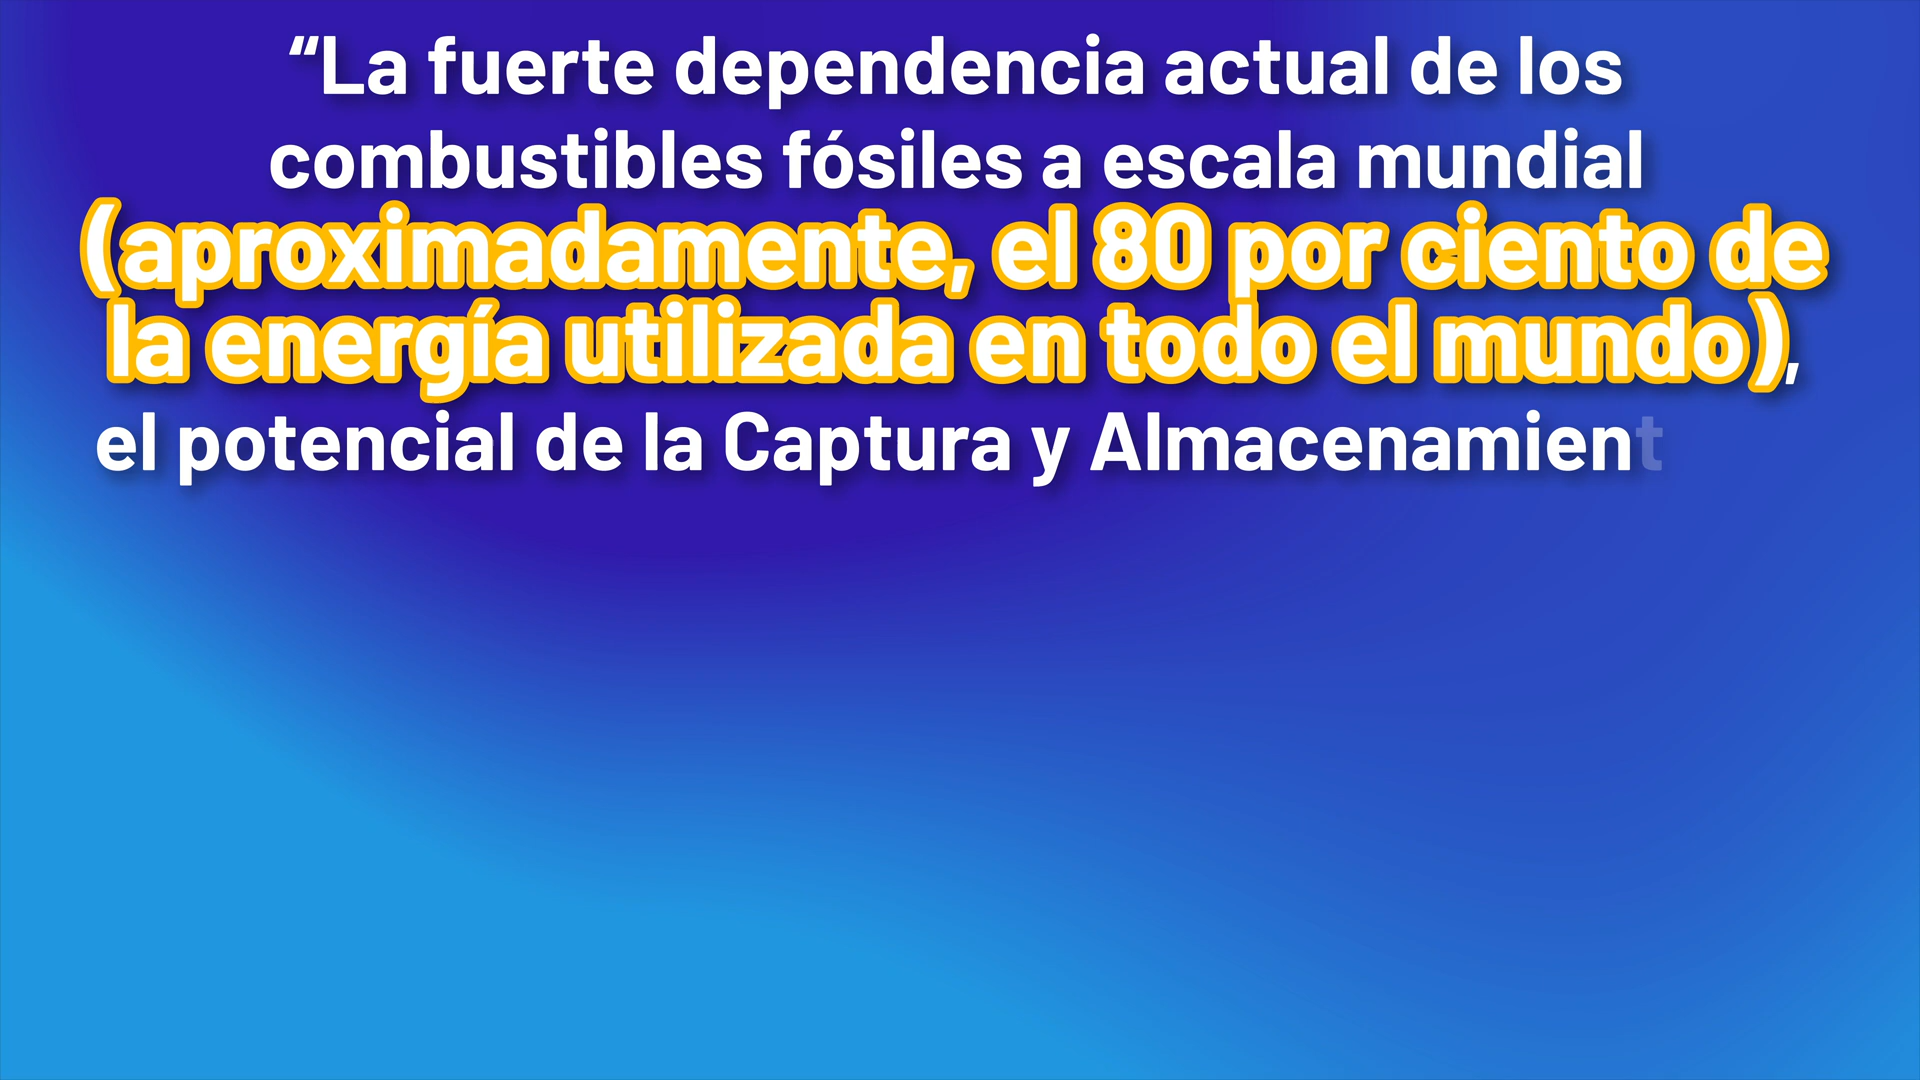 “La fuerte dependencia actual de los
combustibles fósiles a escala mundial
(aproximadamente, el 80 por ciento de
la energía utilizada en todo el mundo),
el potencial de la Captura y Almacenamient